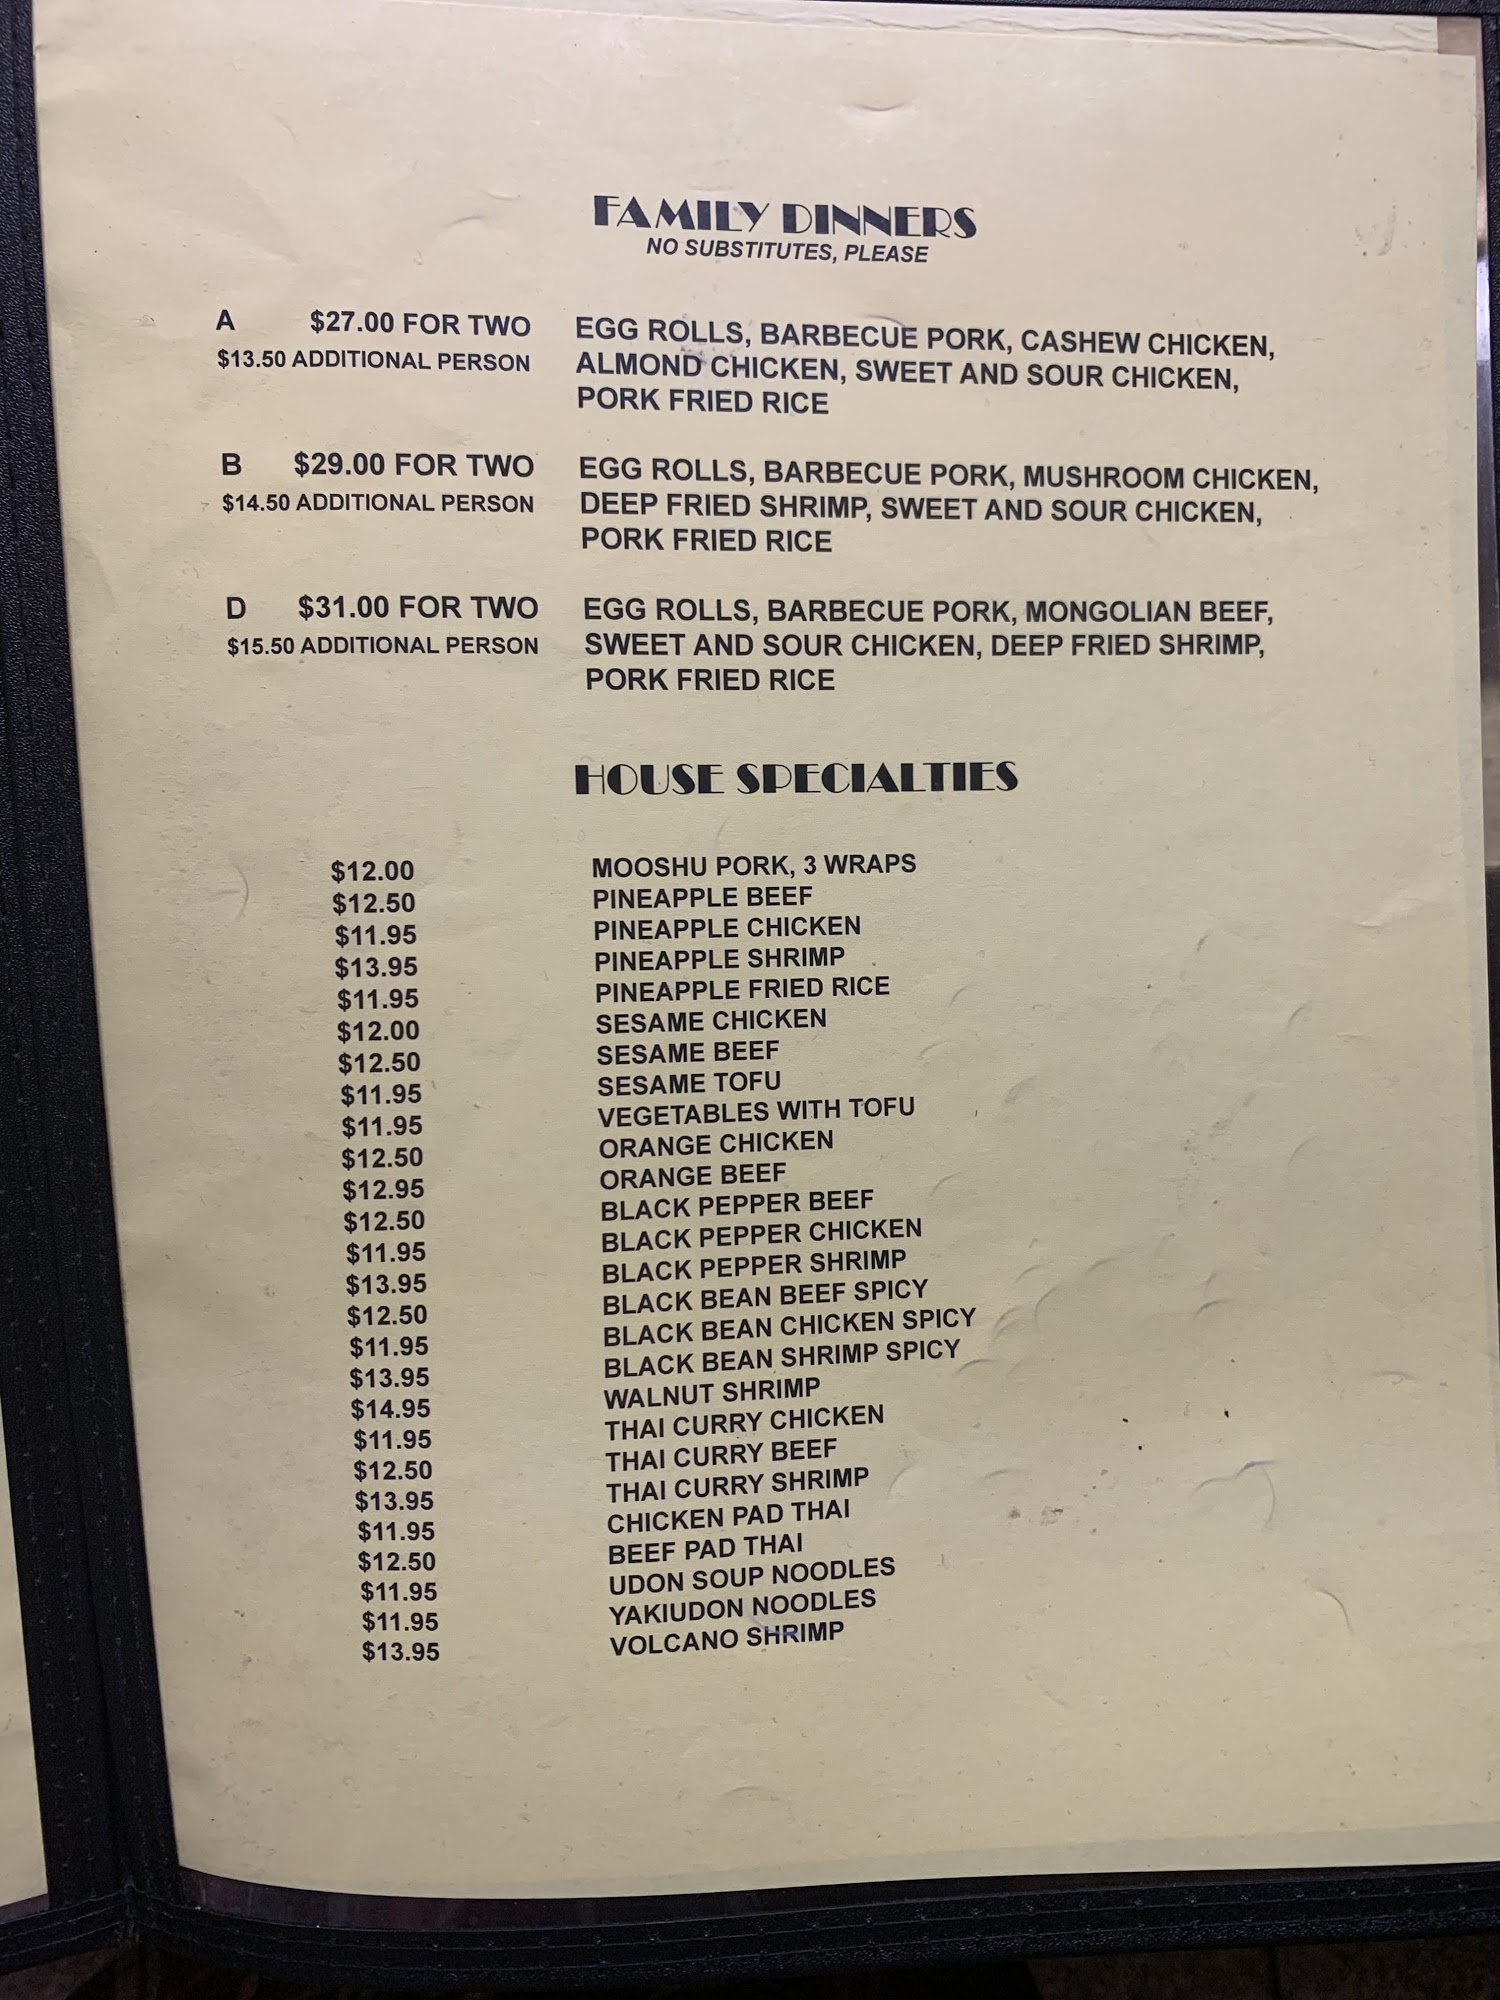 FAMILY DINNERS
NO SUBSTITUTES, PLEASE
A $27.00 FOR TWO EGG ROLLS, BARBECUE PORK, CASHEW CHICKEN,
$13.50 ADDITIONAL PERSON ALMOND CHICKEN, SWEET AND SOUR CHICKEN,
PORK FRIED RICE
B $29.00 FOR TWO EGG ROLLS, BARBECUE PORK, MUSHROOM CHICKEN,
$14.50 ADDITIONAL PERSON DEEP FRIED SHRIMP, SWEET AND SOUR CHICKEN,
PORK FRIED RICE
D $31.00 FOR TWO EGG ROLLS, BARBECUE PORK, MONGOLIAN BEEF,
$15.50 ADDITIONAL PERSON SWEET AND SOUR CHICKEN, DEEP FRIED SHRIMP,
PORK FRIED RICE
HOUSE SPECIALTIES
$12.00 MOOSHU PORK, 3 WRAPS
$12.50 PINEAPPLE BEEF
$11.95 PINEAPPLE CHICKEN
$13.95 PINEAPPLE SHRIMP
$11.95 PINEAPPLE FRIED RICE
$12.00 SESAME CHICKEN
$12.50 SESAME BEEF
$11.95 SESAME TOFU
$11.95 VEGETABLES WITH TOFU
$12.50 ORANGE CHICKEN
$12.95 ORANGE BEEF
$12.50 BLACK PEPPER BEEF
$11.95 BLACK PEPPER CHICKEN
$13.95 BLACK PEPPER SHRIMP
$12.50 BLACK BEAN BEEF SPICY
$11.95 BLACK BEAN CHICKEN SPICY
$13.95 BLACK BEAN SHRIMP SPICY
$14.95 WALNUT SHRIMP
$11.95 THAI CURRY CHICKEN
$12.50 THAI CURRY BEEF
$13.95 THAI CURRY SHRIMP
$11.95 CHICKEN PAD THAI
$12.50 BEEF PAD THAI
$11.95 UDON SOUP NOODLES
$11.95 YAKIUDON NOODLES
$13.95 VOLCANO SHRIMP